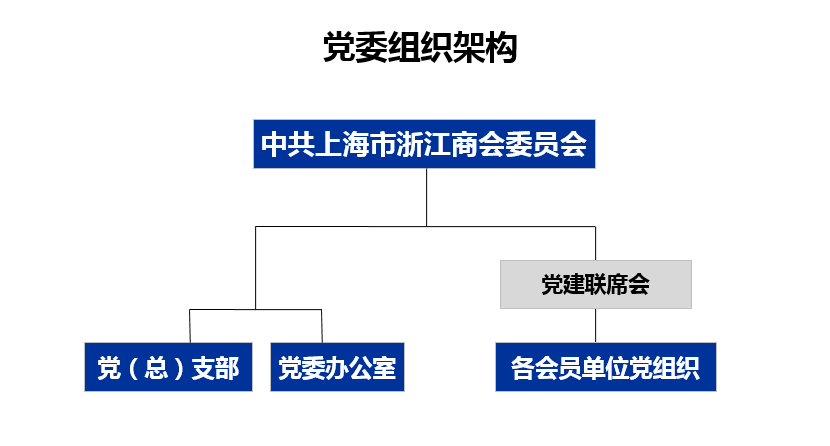 党委组织架构
中共上海市浙江商会委员会
党建联席会
党（总）支部
党委办公室
各会员单位党组织